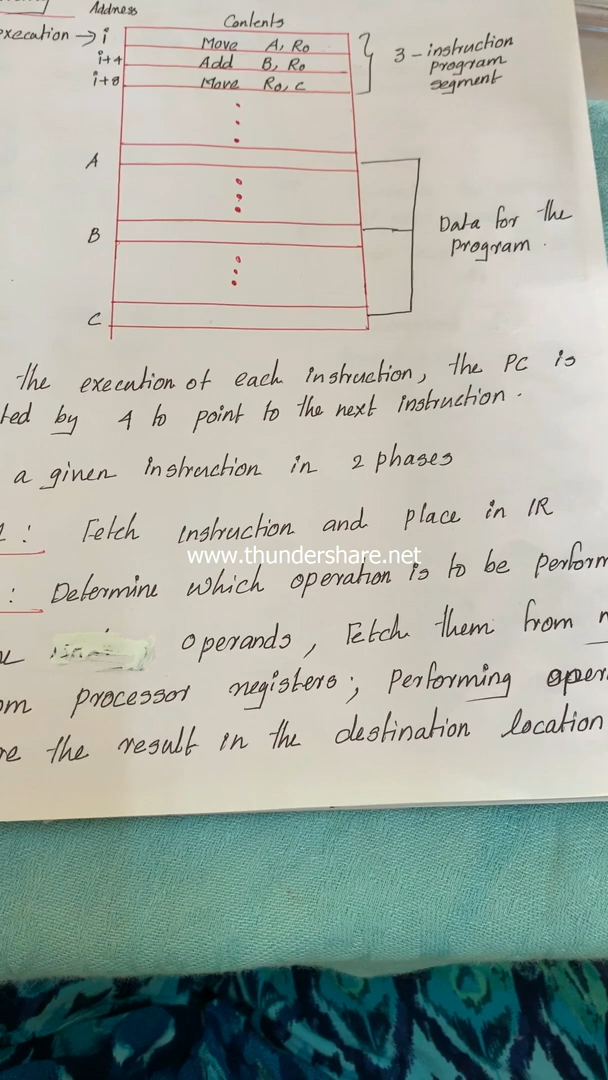 Address
Contents
execution → i
Move A, R0
3 - instruction
program
segment
i+4
Add B, R0
i+8
Move R0, C
A
B
Data for the
program.
C
the execution of each instruction, the PC is
ted by 4 to point to the next instruction.
a given instruction in 2 phases
: Fetch instruction and place in IR
www.thundershare.net
: Determine which operation is to be perform
operands, Fetch them from
om processor registers; performing oper
re the result in the destination location